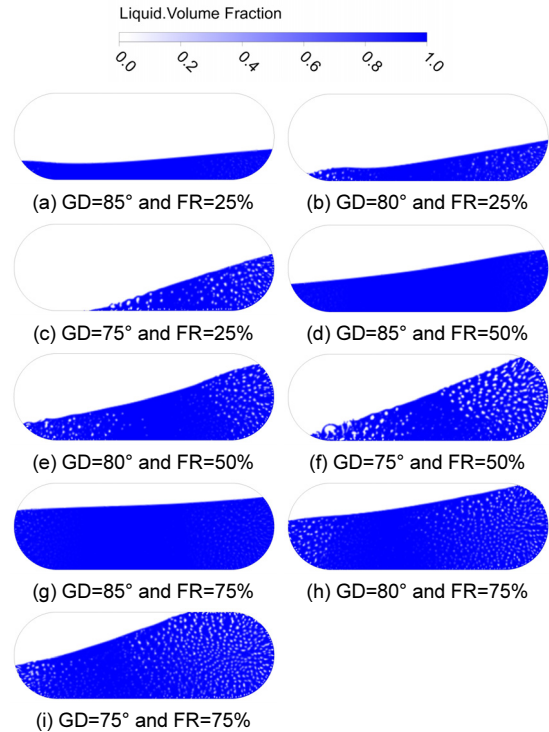 Liquid.Volume Fraction
0.0 0.2 0.4 0.6 0.8 1.0
(a) GD=85° and FR=25%
(b) GD=80° and FR=25%
(c) GD=75° and FR=25%
(d) GD=85° and FR=50%
(e) GD=80° and FR=50%
(f) GD=75° and FR=50%
(g) GD=85° and FR=75%
(h) GD=80° and FR=75%
(i) GD=75° and FR=75%